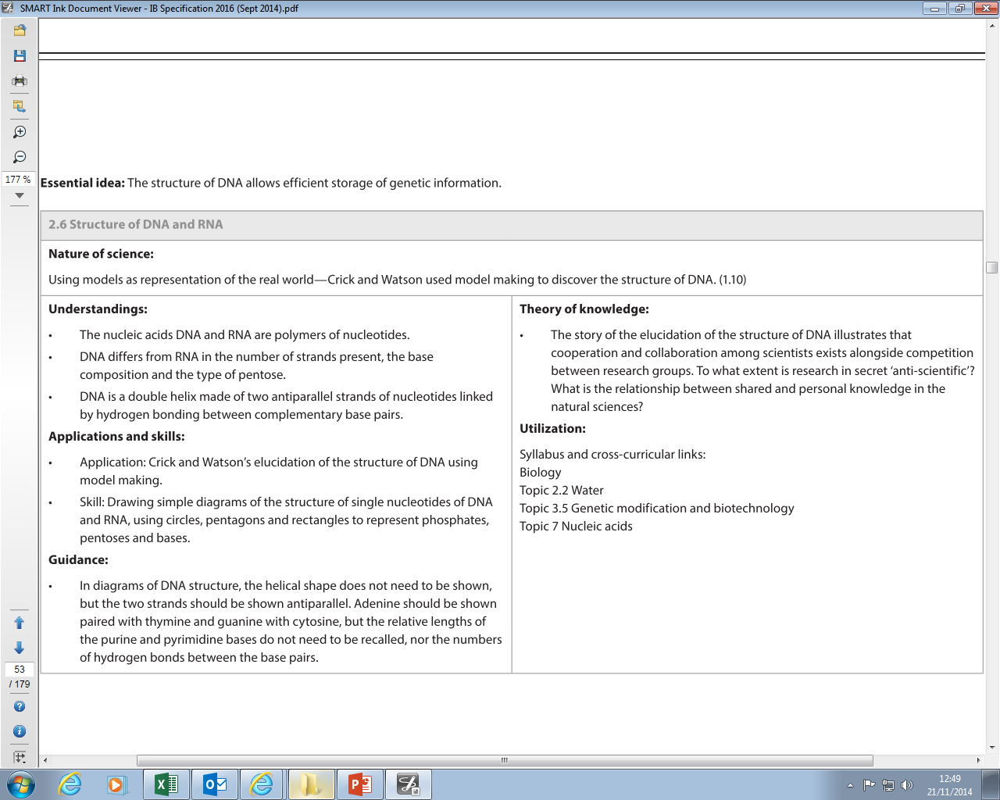 SMART Ink Document Viewer - IB Specification 2016 (Sept 2014).pdf
177 %
Essential idea: The structure of DNA allows efficient storage of genetic information.
2.6 Structure of DNA and RNA
Nature of science:
Using models as representation of the real world—Crick and Watson used model making to discover the structure of DNA. (1.10)
Understandings:
• The nucleic acids DNA and RNA are polymers of nucleotides.
• DNA differs from RNA in the number of strands present, the base
composition and the type of pentose.
• DNA is a double helix made of two antiparallel strands of nucleotides linked
by hydrogen bonding between complementary base pairs.
Applications and skills:
• Application: Crick and Watson’s elucidation of the structure of DNA using
model making.
• Skill: Drawing simple diagrams of the structure of single nucleotides of DNA
and RNA, using circles, pentagons and rectangles to represent phosphates,
pentoses and bases.
Guidance:
• In diagrams of DNA structure, the helical shape does not need to be shown,
but the two strands should be shown antiparallel. Adenine should be shown
paired with thymine and guanine with cytosine, but the relative lengths of
the purine and pyrimidine bases do not need to be recalled, nor the numbers
of hydrogen bonds between the base pairs.
Theory of knowledge:
• The story of the elucidation of the structure of DNA illustrates that
cooperation and collaboration among scientists exists alongside competition
between research groups. To what extent is research in secret ‘anti-scientific’?
What is the relationship between shared and personal knowledge in the
natural sciences?
Utilization:
Syllabus and cross-curricular links:
Biology
Topic 2.2 Water
Topic 3.5 Genetic modification and biotechnology
Topic 7 Nucleic acids
53
/ 179
12:49
21/11/2014